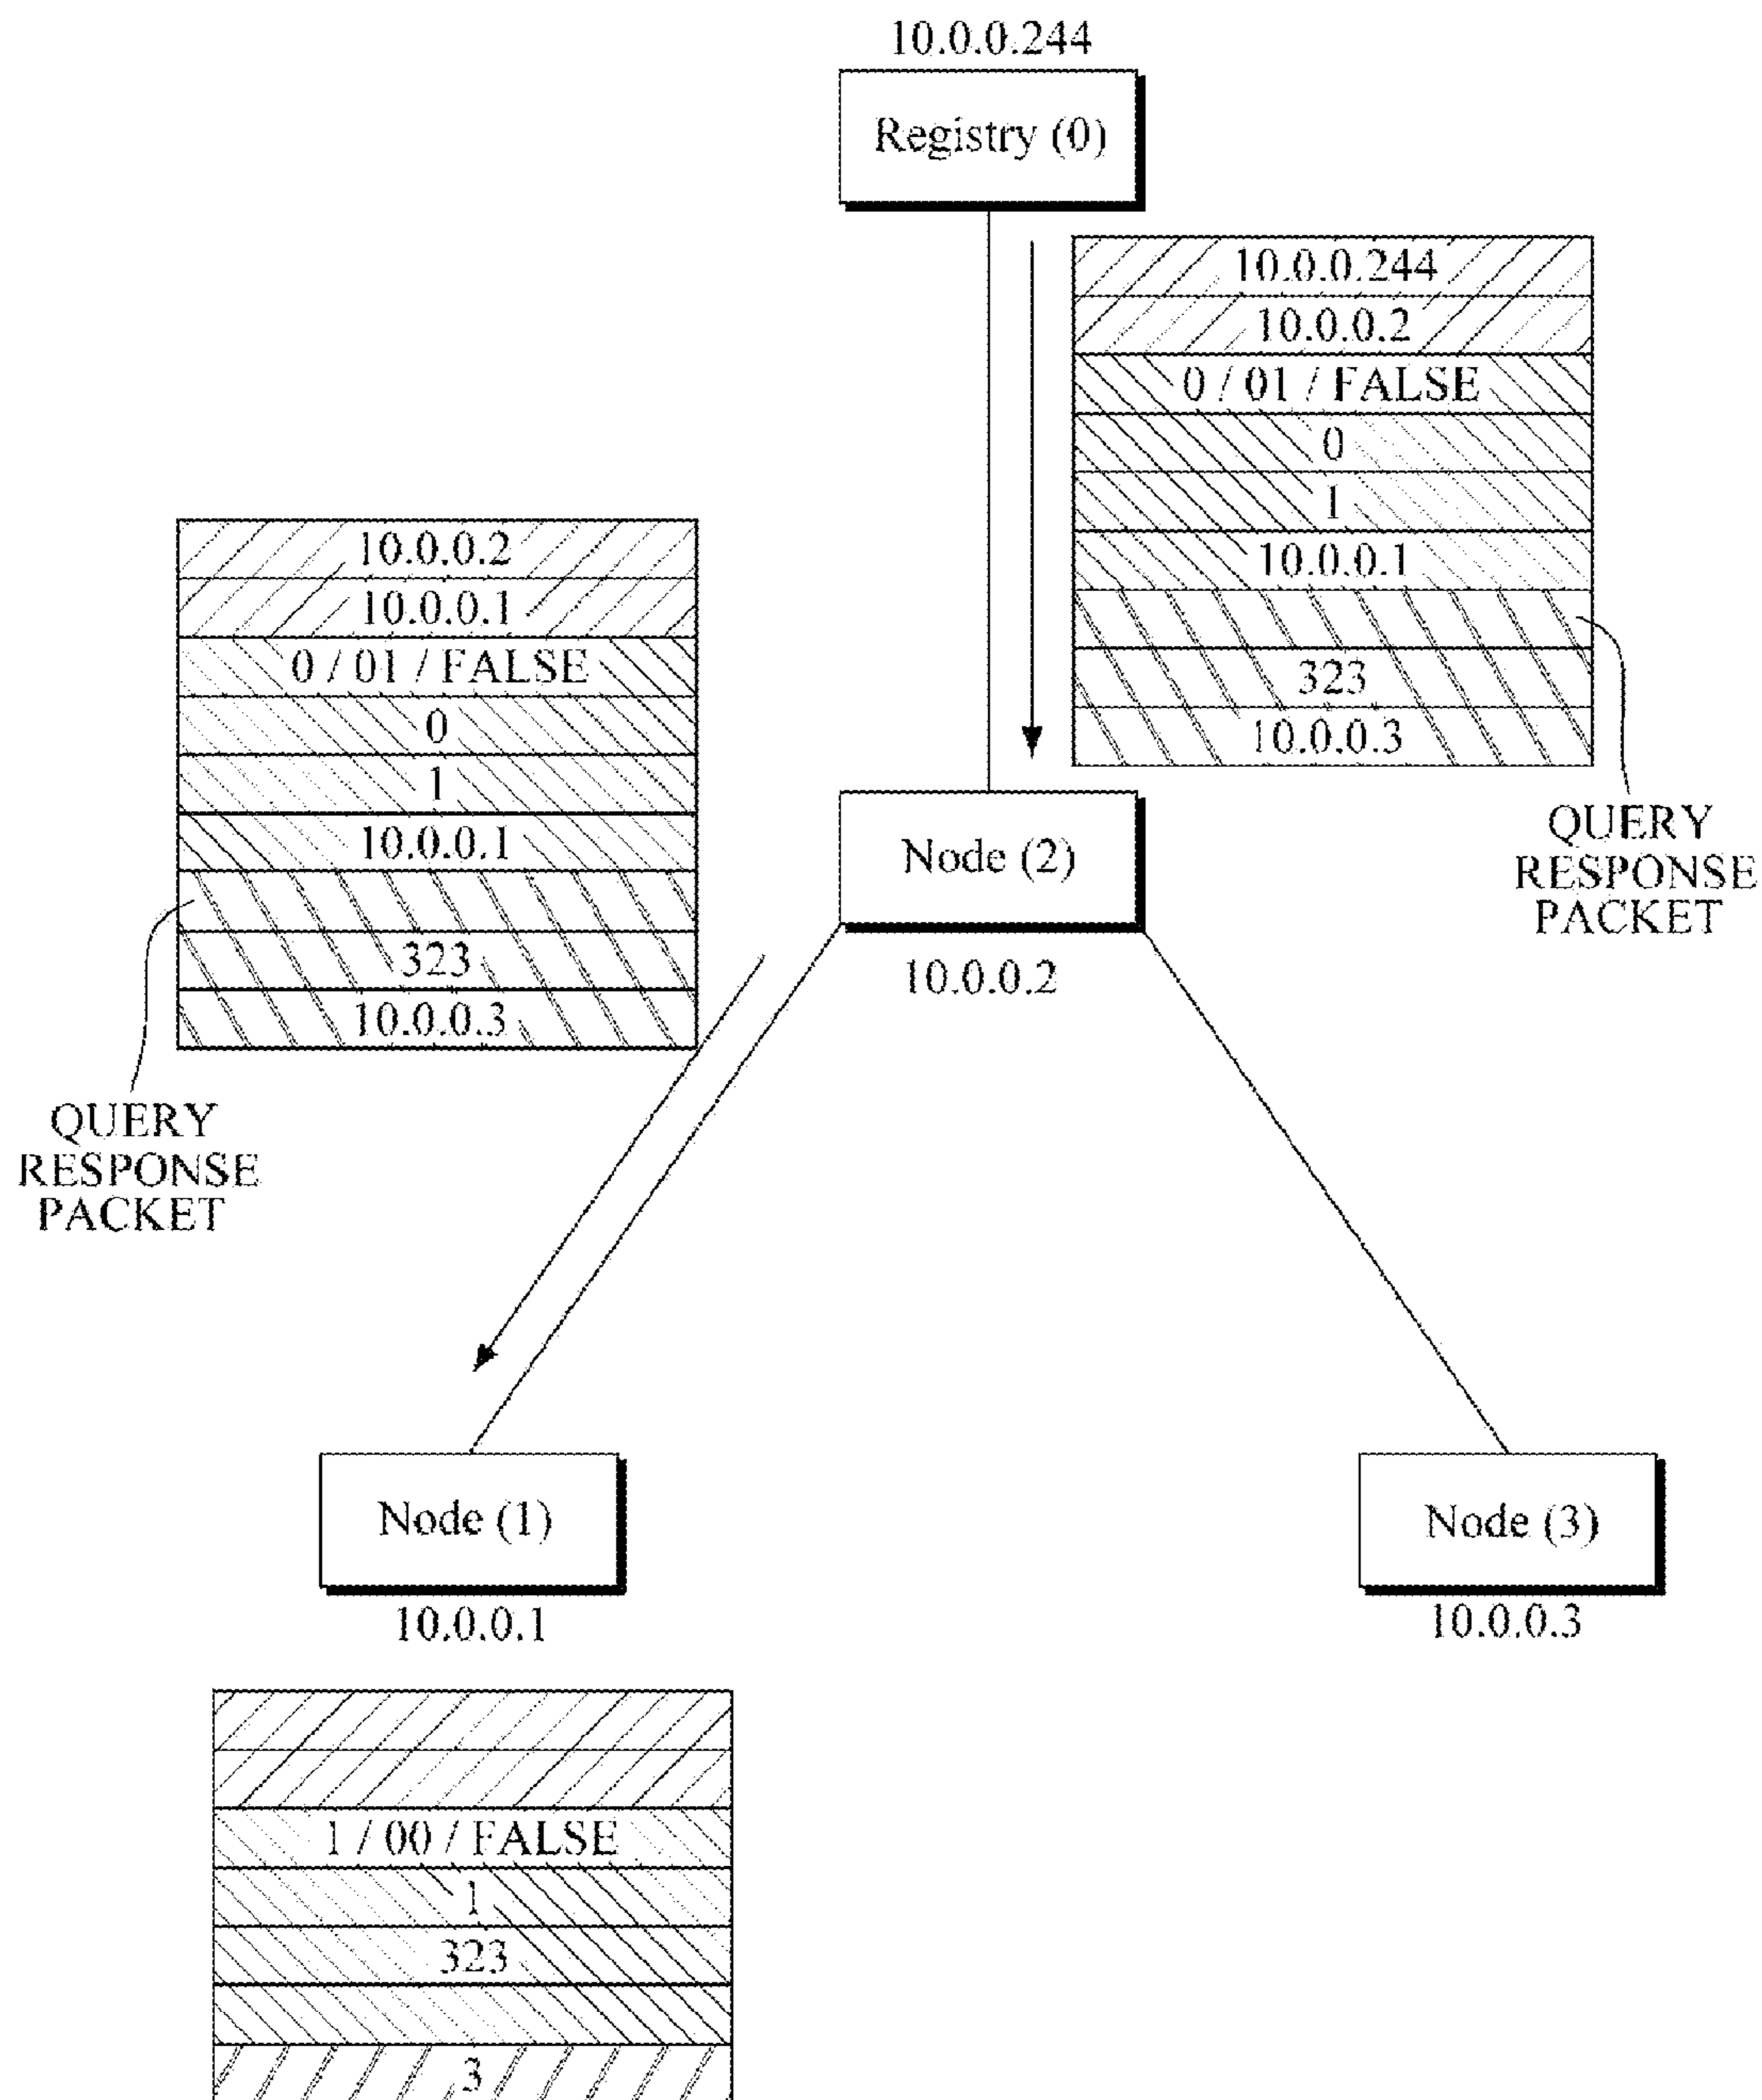 10.0.0.244
Registry (0)
10.0.0.244
10.0.0.2
0 / 01 / FALSE
0
1
10.0.0.1
323
10.0.0.3
QUERY
RESPONSE
PACKET
10.0.0.2
10.0.0.1
0 / 01 / FALSE
0
1
10.0.0.1
323
10.0.0.3
QUERY
RESPONSE
PACKET
Node (2)
10.0.0.2
Node (1)
10.0.0.1
Node (3)
10.0.0.3
1 / 00 / FALSE
1
323
3